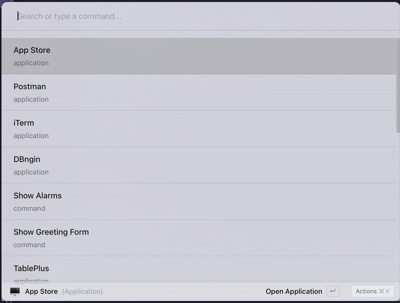 Search or type a command...
App Store
application
Postman
application
iTerm
application
DBngin
application
Show Alarms
command
Show Greeting Form
command
TablePlus
application
App Store (Application) Open Application ↵ Actions ⌘ K